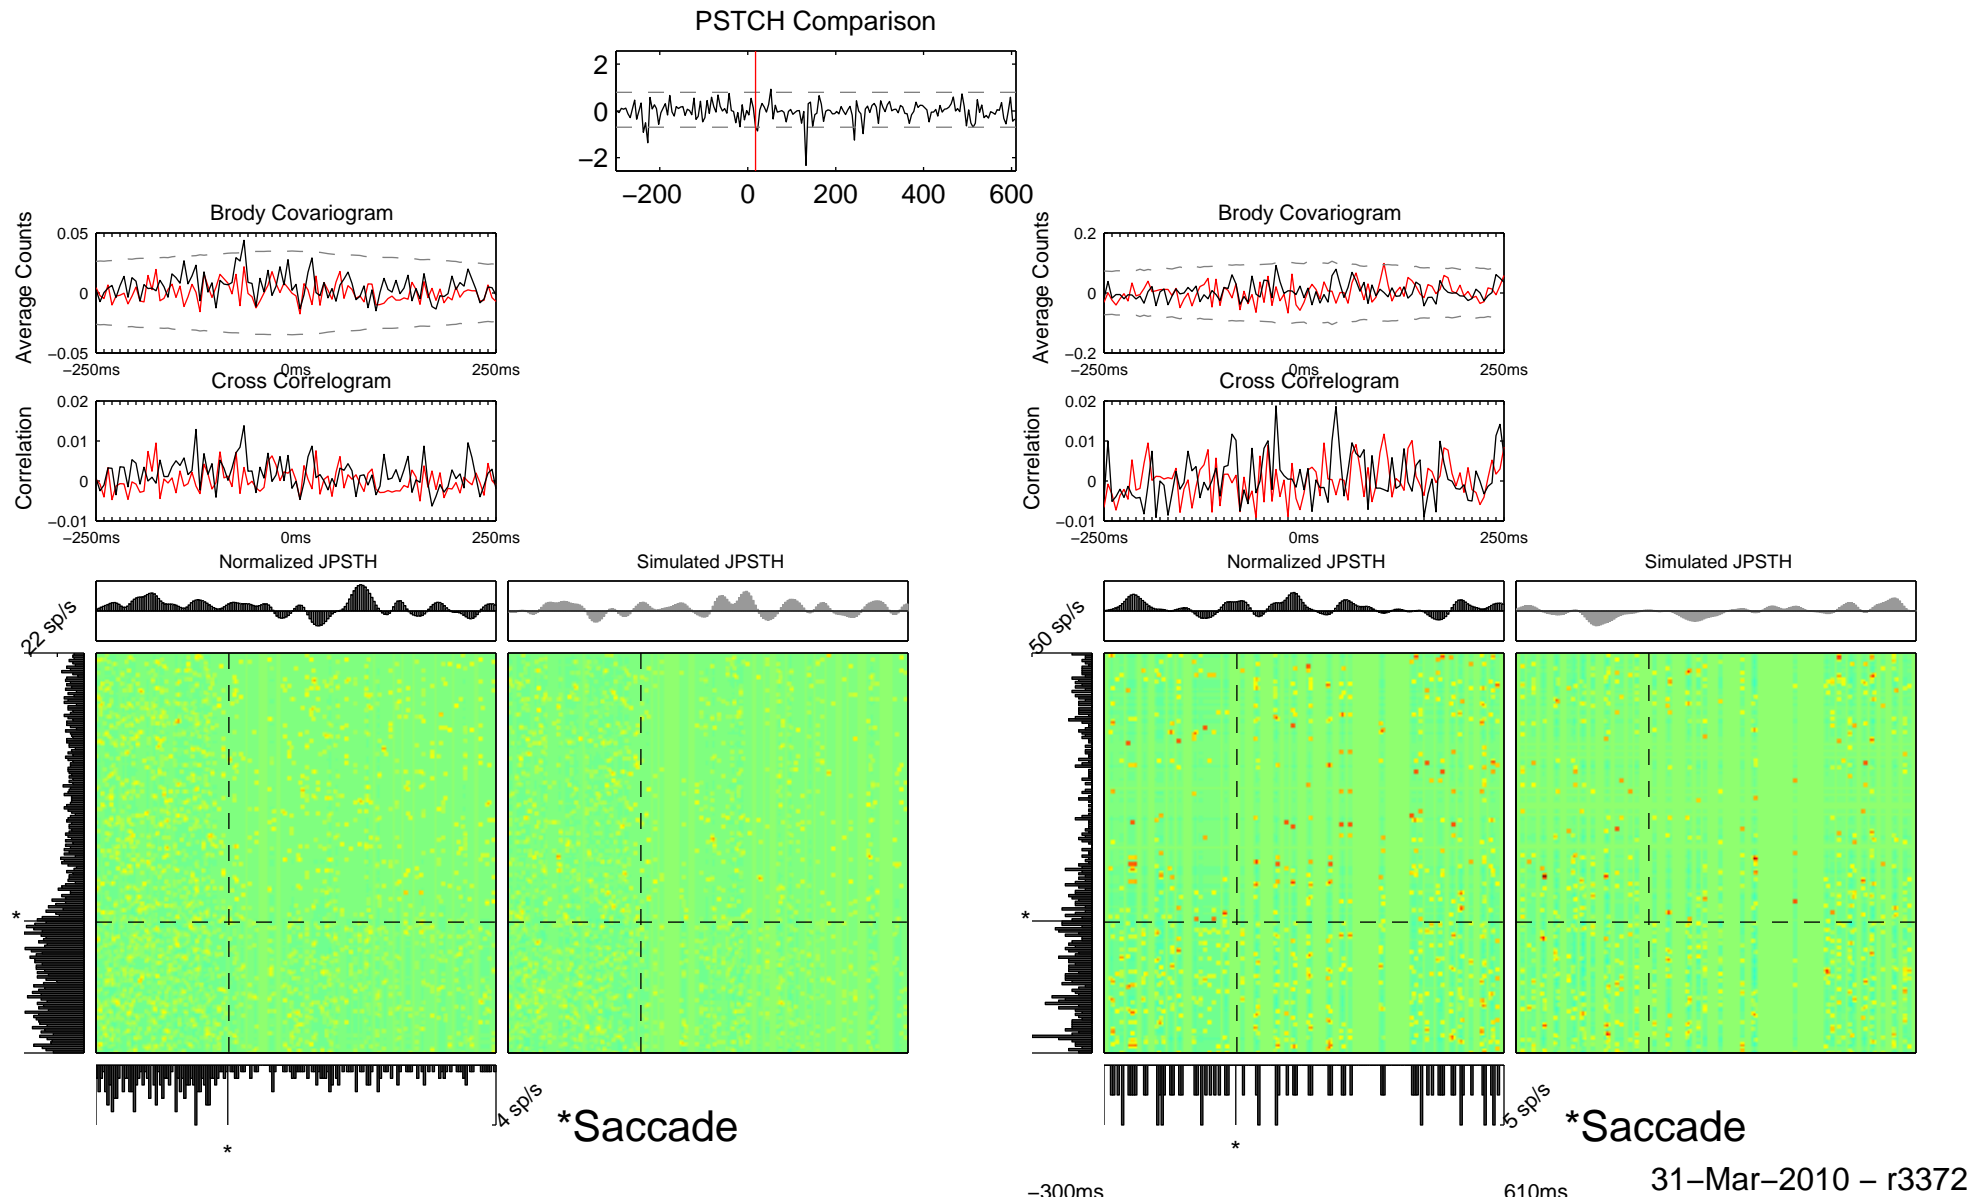 PSTCH Comparison
2
0
−2
−200 0 200 400 600
Brody Covariogram
Average Counts
0.05
0
−0.05
−250ms 0ms 250ms
Cross Correlogram
Correlation
0.02
0.01
0
−0.01
−250ms 0ms 250ms
Normalized JPSTH
Simulated JPSTH
22 sp/s
*
*
4 sp/s
*Saccade
Brody Covariogram
Average Counts
0.2
0
−0.2
−250ms 0ms 250ms
Cross Correlogram
Correlation
0.02
0.01
0
−0.01
−250ms 0ms 250ms
Normalized JPSTH
Simulated JPSTH
50 sp/s
*
*
5 sp/s
*Saccade
−300ms 610ms
31−Mar−2010 − r3372